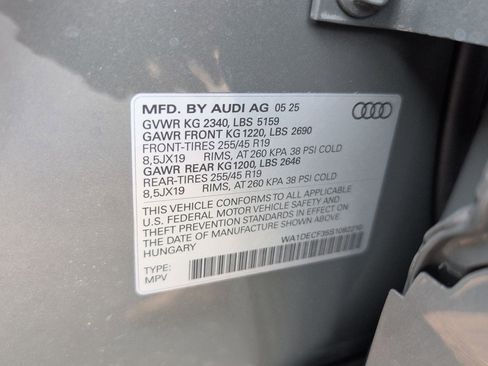 MFD. BY AUDI AG 05 25
GVWR KG 2340, LBS 5159
GAWR FRONT KG1220, LBS 2690
FRONT-TIRES 255/45 R19
8,5JX19 RIMS, AT 260 KPA 38 PSI COLD
GAWR REAR KG1200, LBS 2646
REAR-TIRES 255/45 R19
8,5JX19 RIMS, AT 260 KPA 38 PSI COLD
THIS VEHICLE CONFORMS TO ALL APPLICABLE
U.S. FEDERAL MOTOR VEHICLE SAFETY AND
THEFT PREVENTION STANDARDS IN EFFECT ON
THE DATE OF MANUFACTURE SHOWN ABOVE.
HUNGARY
WA1DECF3SS1082210
TYPE:
MPV